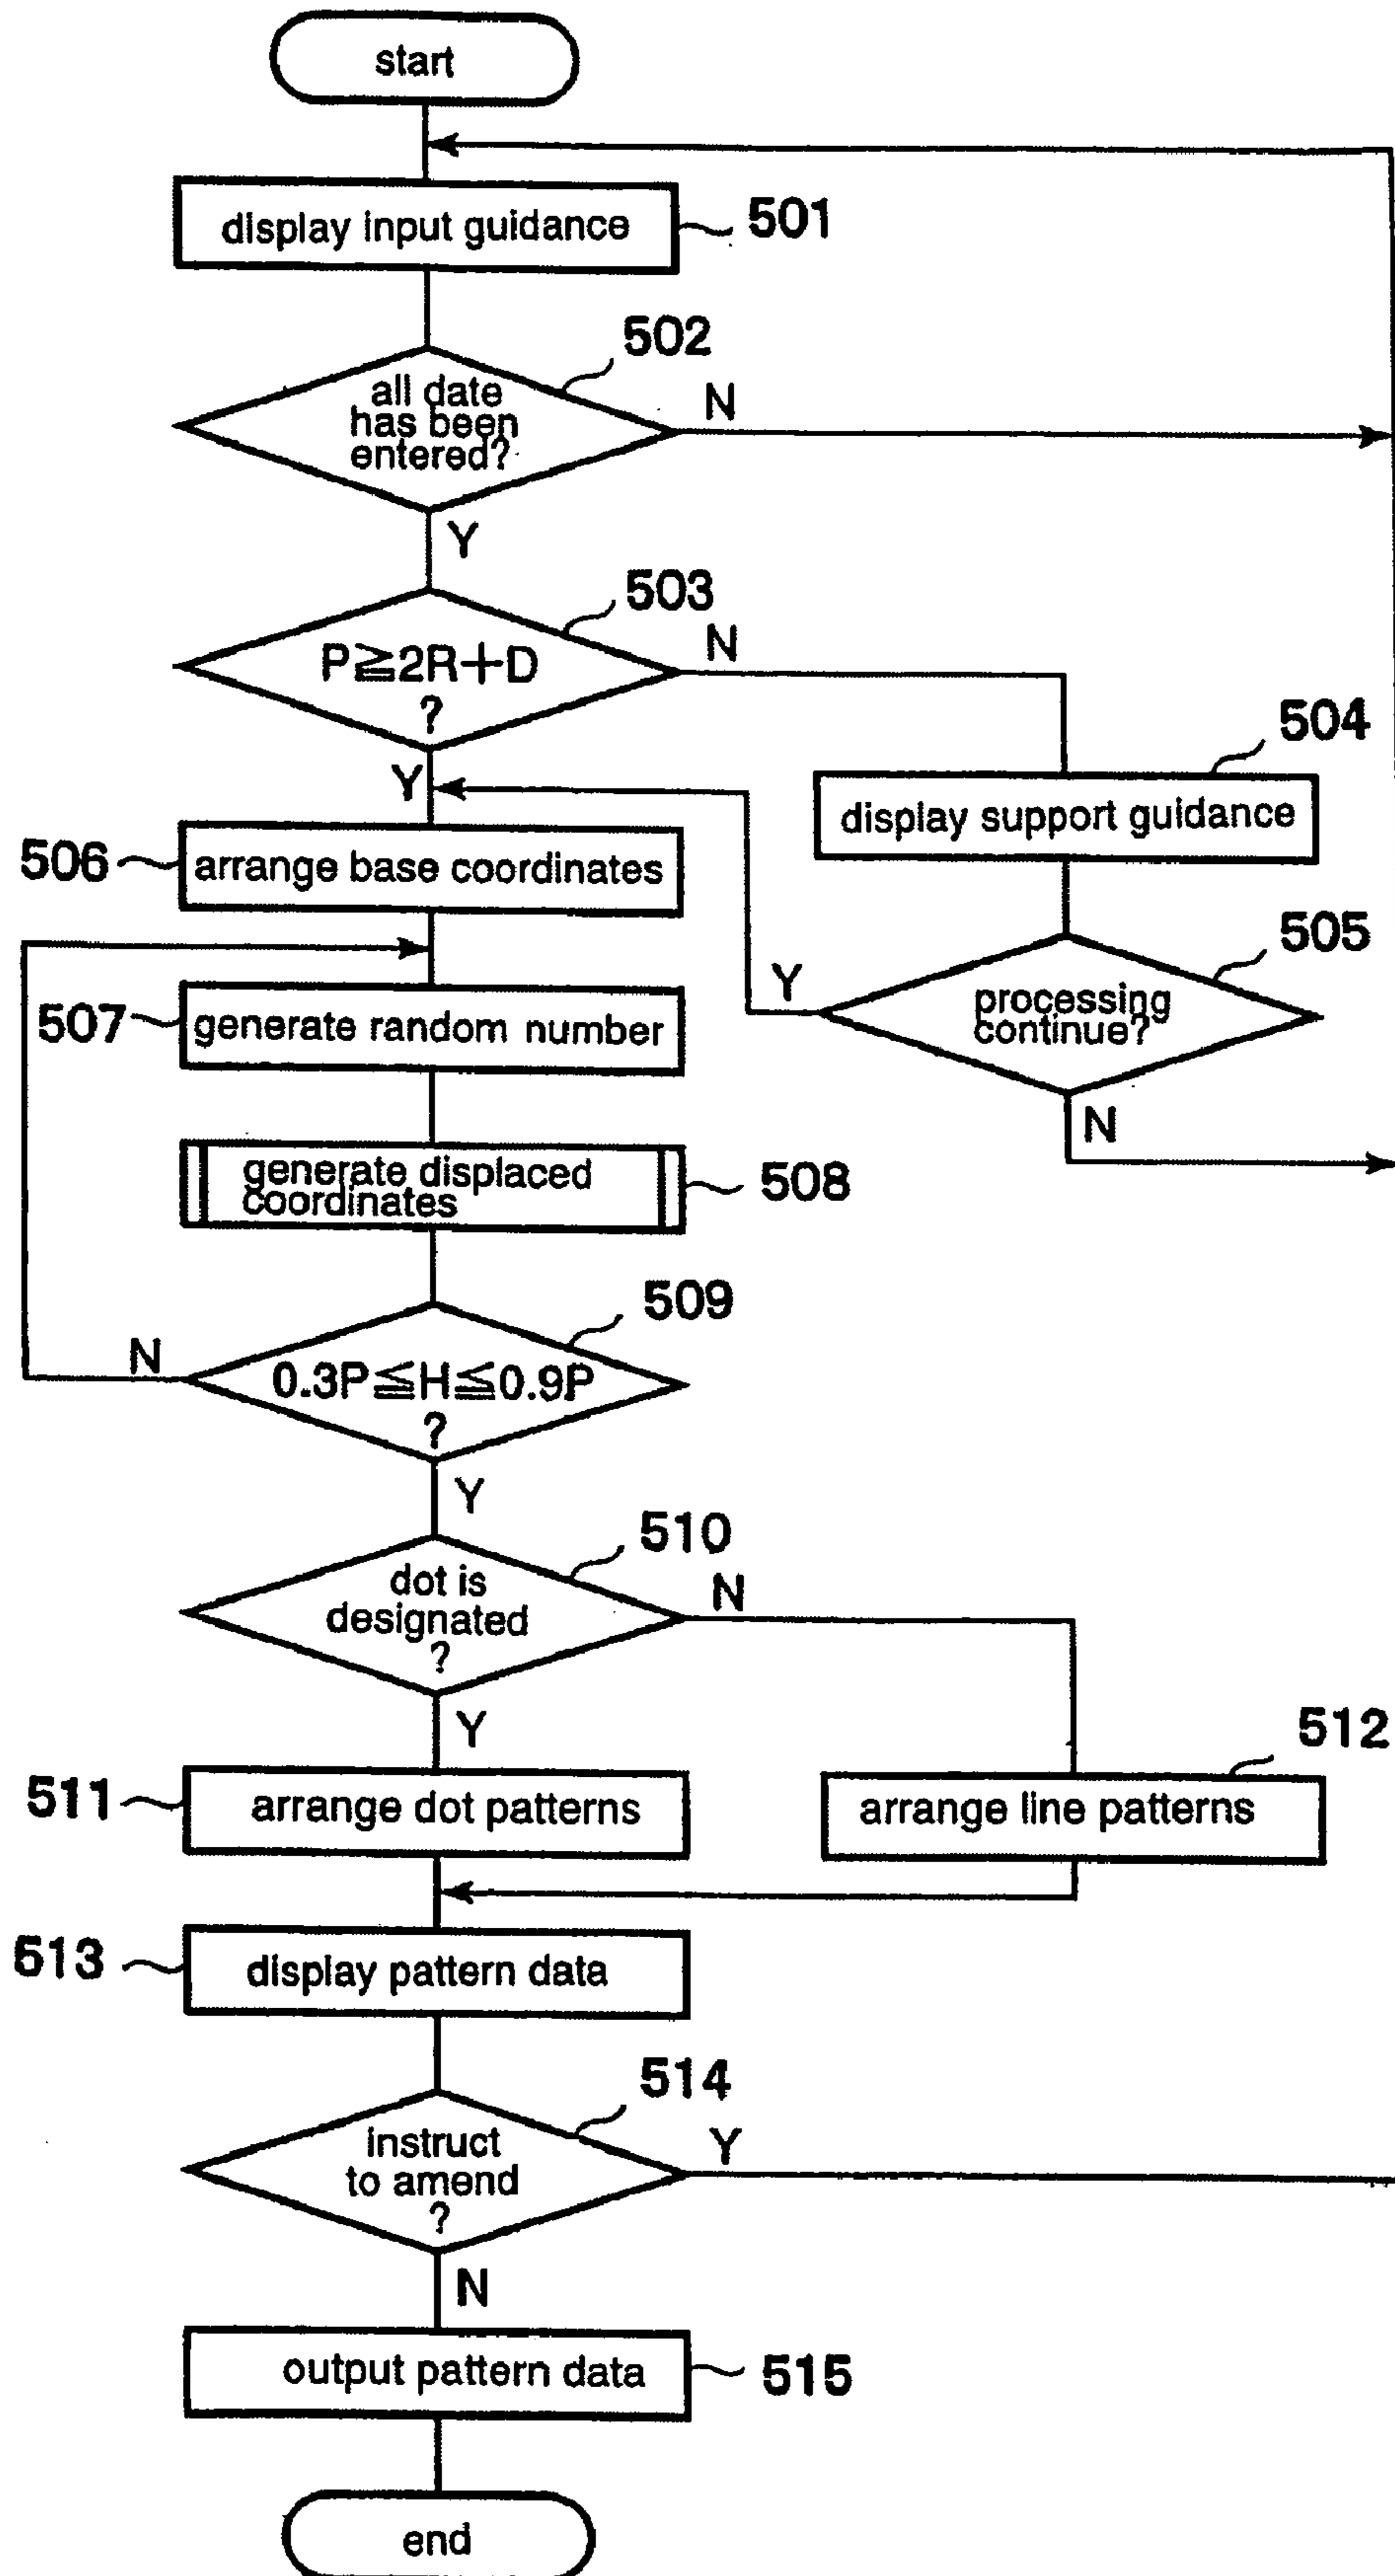 start
display input guidance
501
502
all date
has been
entered?
N
Y
503
P≧2R+D
?
N
Y
504
display support guidance
505
processing
continue?
Y
N
506
arrange base coordinates
507
generate random number
generate displaced
coordinates
508
509
0.3P≦H≦0.9P
?
N
Y
510
dot is
designated
?
N
Y
511
arrange dot patterns
512
arrange line patterns
513
display pattern data
514
instruct
to amend
?
Y
N
output pattern data
515
end